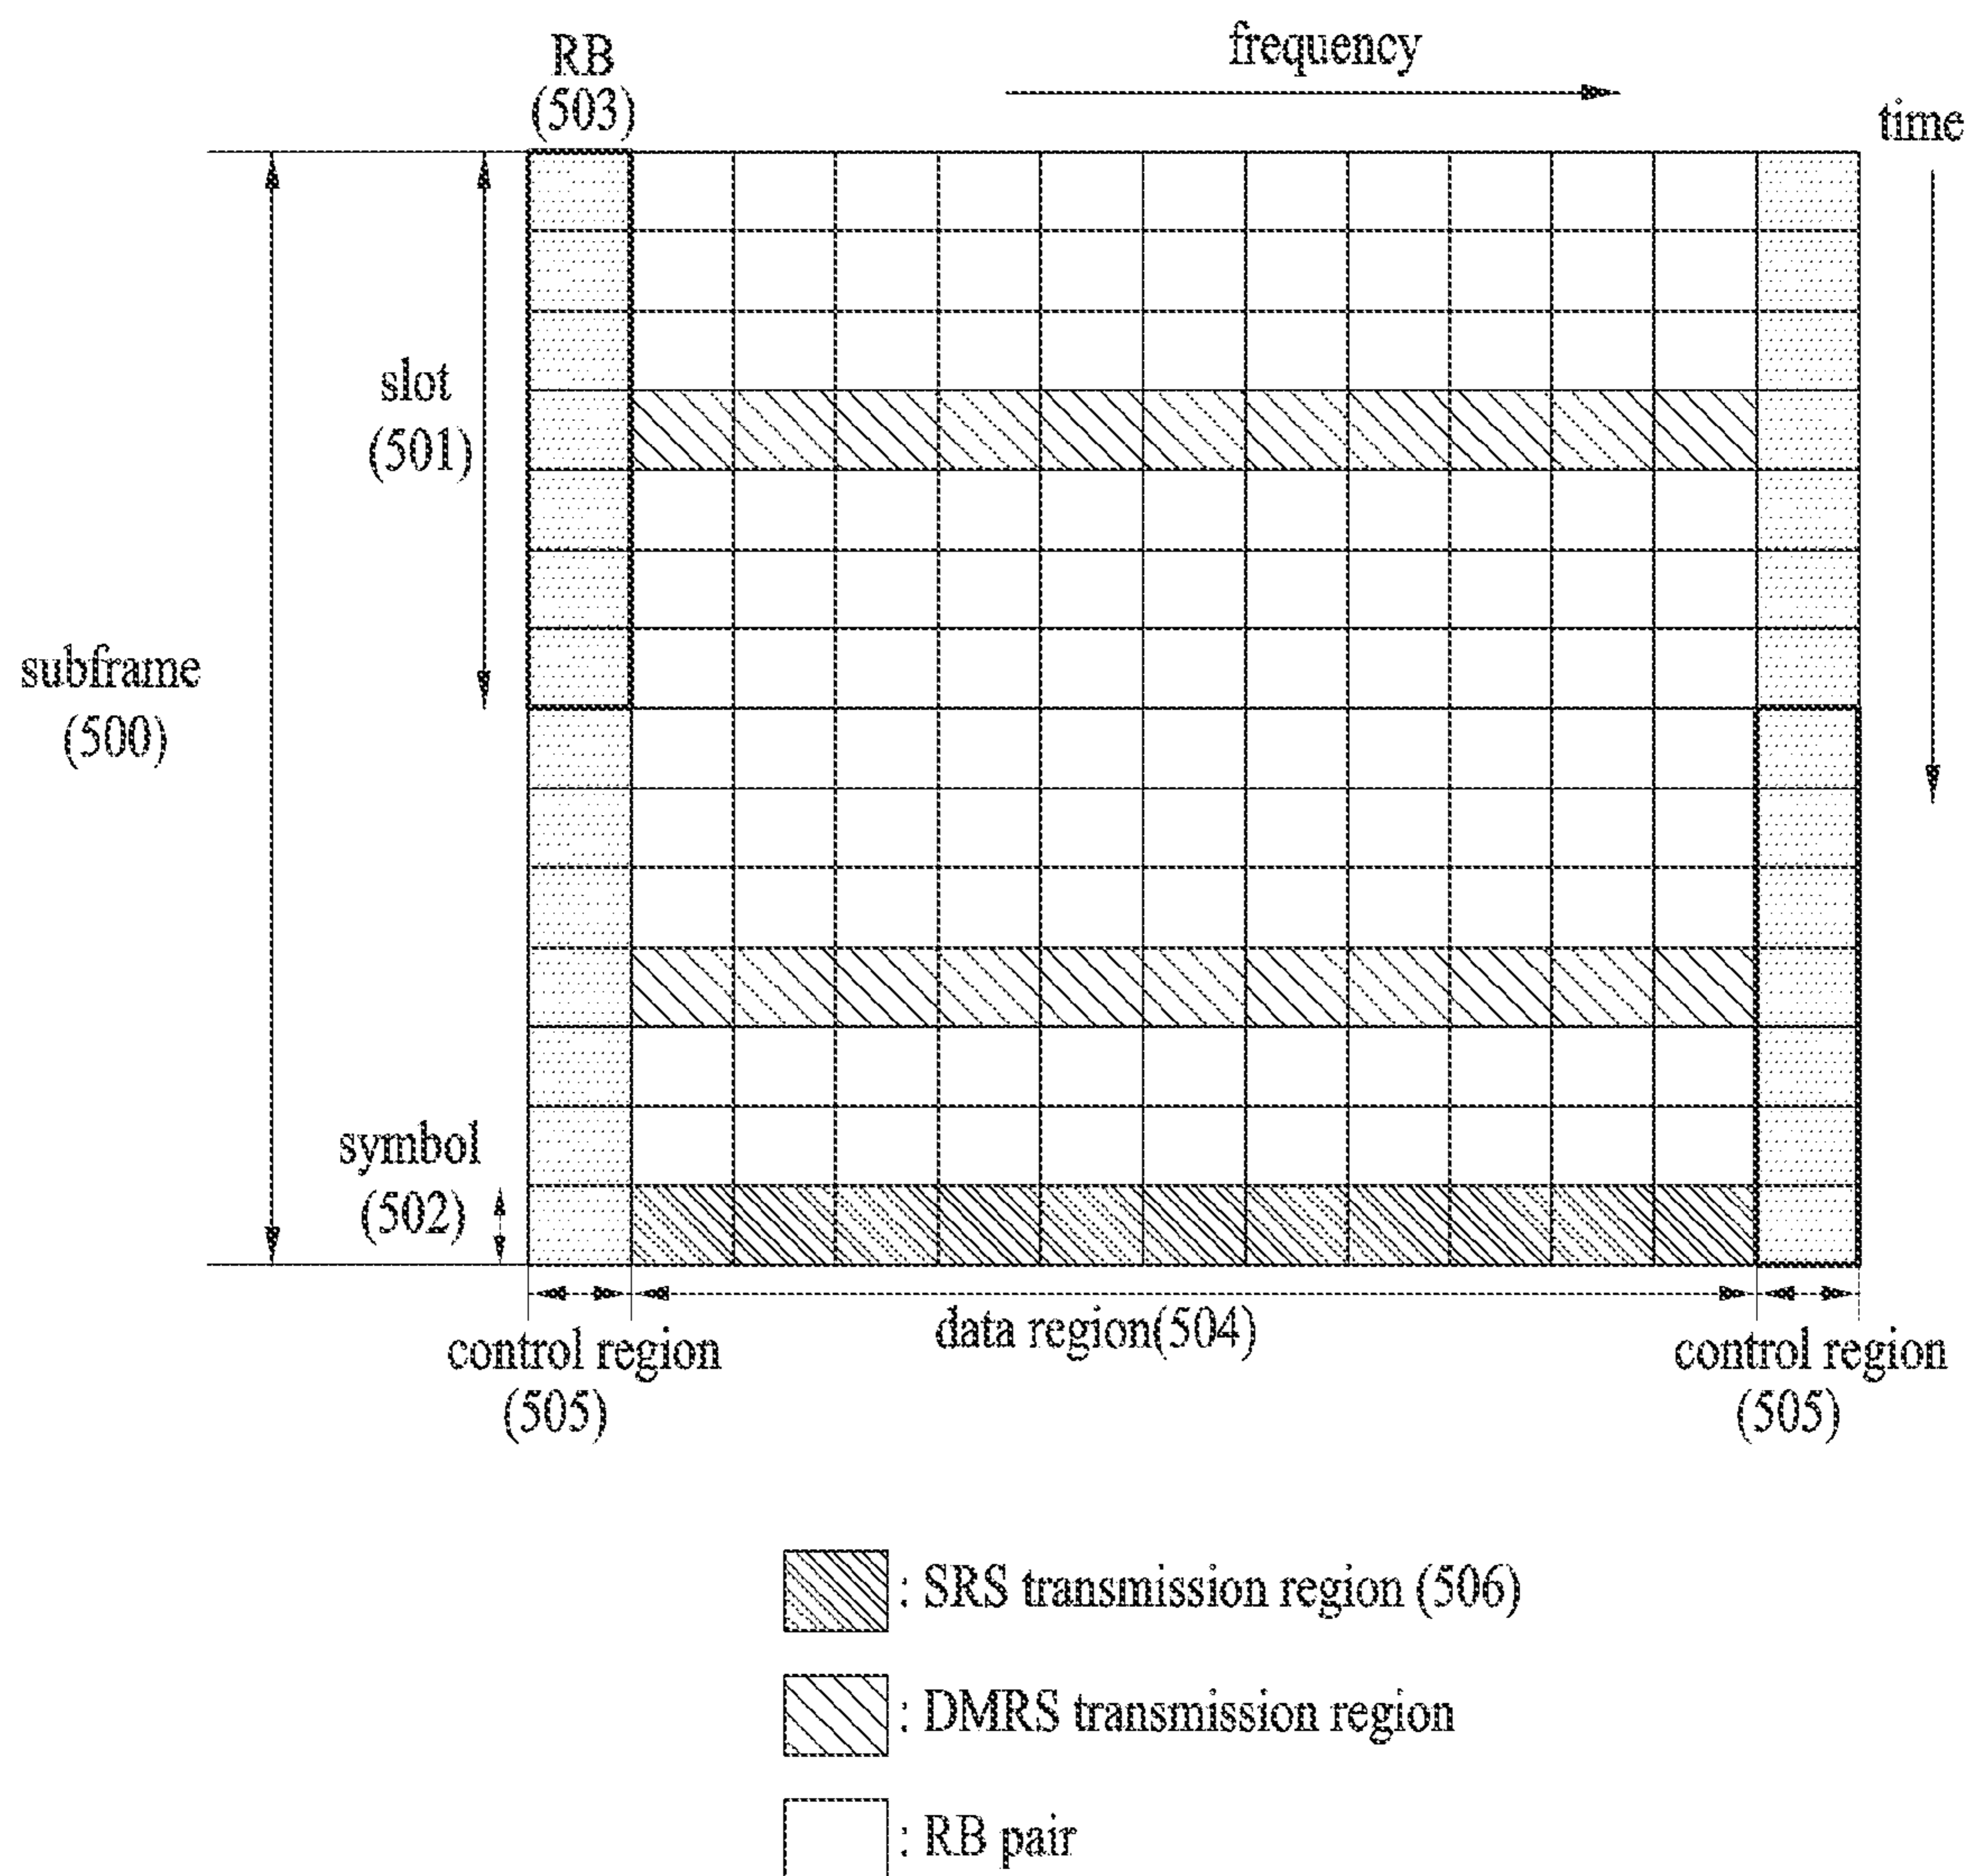 RB
(503)
frequency
time
slot
(501)
subframe
(500)
symbol
(502)
data region(504)
control region
(505)
control region
(505)
: SRS transmission region (506)
: DMRS transmission region
: RB pair